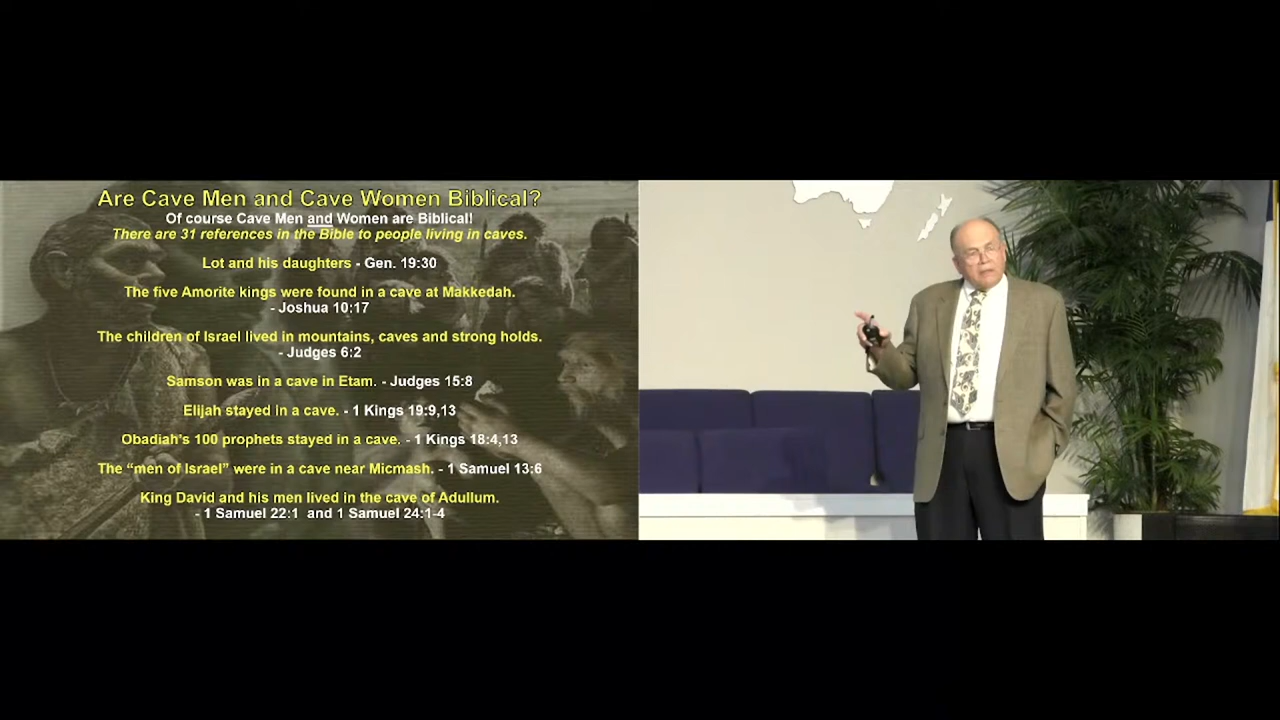 Are Cave Men and Cave Women Biblical?
Of course Cave Men and Women are Biblical!
There are 31 references in the Bible to people living in caves.
Lot and his daughters - Gen. 19:30
The five Amorite kings were found in a cave at Makkedah.
- Joshua 10:17
The children of Israel lived in mountains, caves and strong holds.
- Judges 6:2
Samson was in a cave in Etam. - Judges 15:8
Elijah stayed in a cave. - 1 Kings 19:9,13
Obadiah's 100 prophets stayed in a cave. - 1 Kings 18:4,13
The “men of Israel” were in a cave near Micmash. - 1 Samuel 13:6
King David and his men lived in the cave of Adullum.
- 1 Samuel 22:1 and 1 Samuel 24:1-4